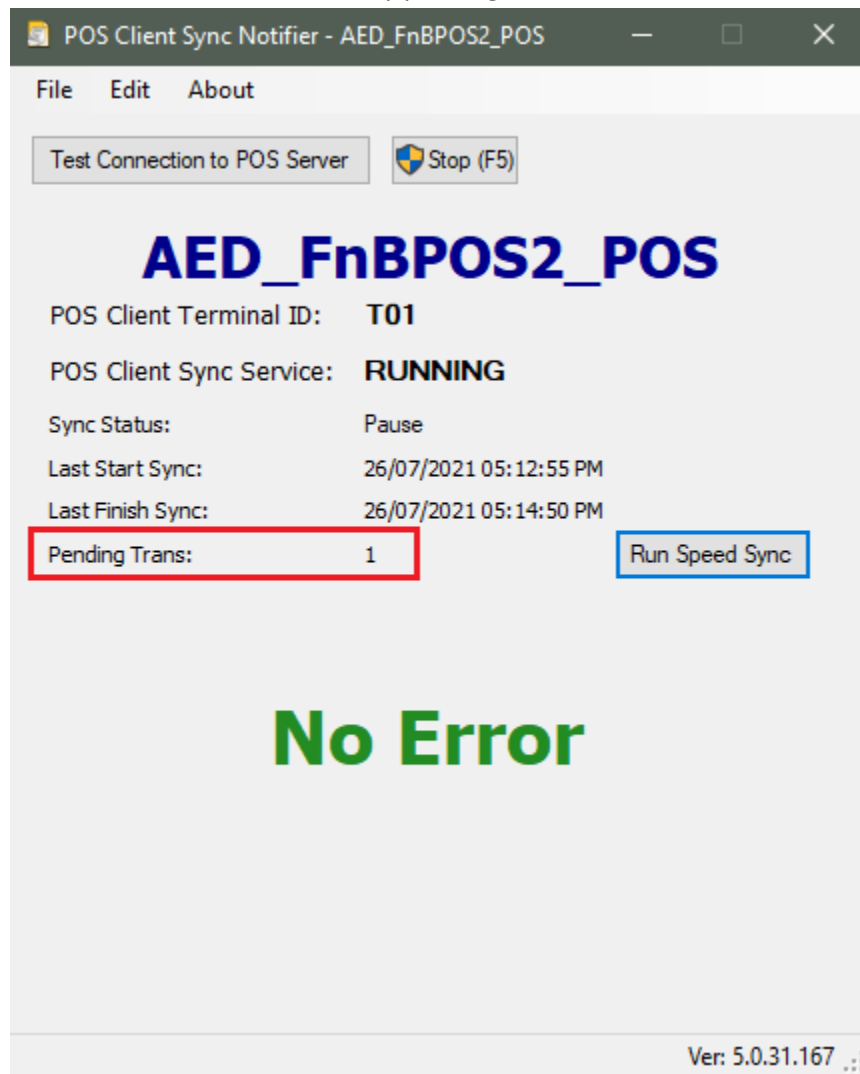 POS Client Sync Notifier - AED_FnBPOS2_POS
File Edit About
Test Connection to POS Server Stop (F5)
AED_FnBPOS2_POS
POS Client Terminal ID: T01
POS Client Sync Service: RUNNING
Sync Status: Pause
Last Start Sync: 26/07/2021 05:12:55 PM
Last Finish Sync: 26/07/2021 05:14:50 PM
Pending Trans: 1 Run Speed Sync
No Error
Ver: 5.0.31.167